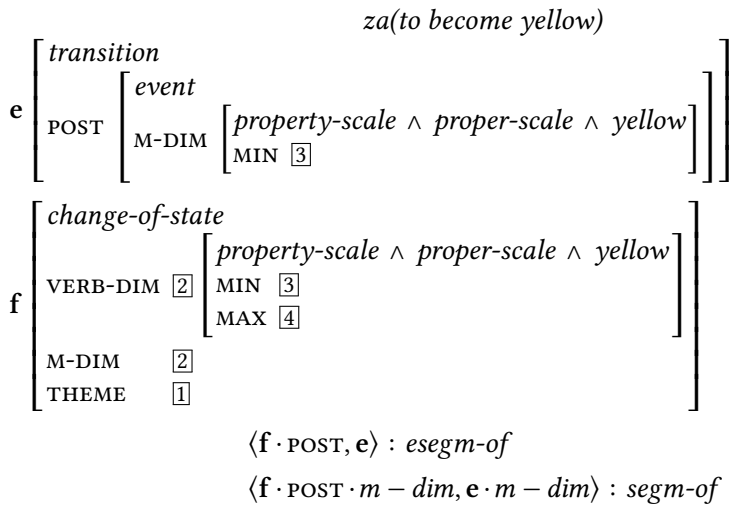 za(to become yellow)
transition
event
e POST M-DIM property-scale ∧ proper-scale ∧ yellow
MIN 3
change-of-state
property-scale ∧ proper-scale ∧ yellow
f VERB-DIM 2 MIN 3
MAX 4
M-DIM 2
THEME 1
⟨f · POST, e⟩ : esegm-of
⟨f · POST · m − dim, e · m − dim⟩ : segm-of